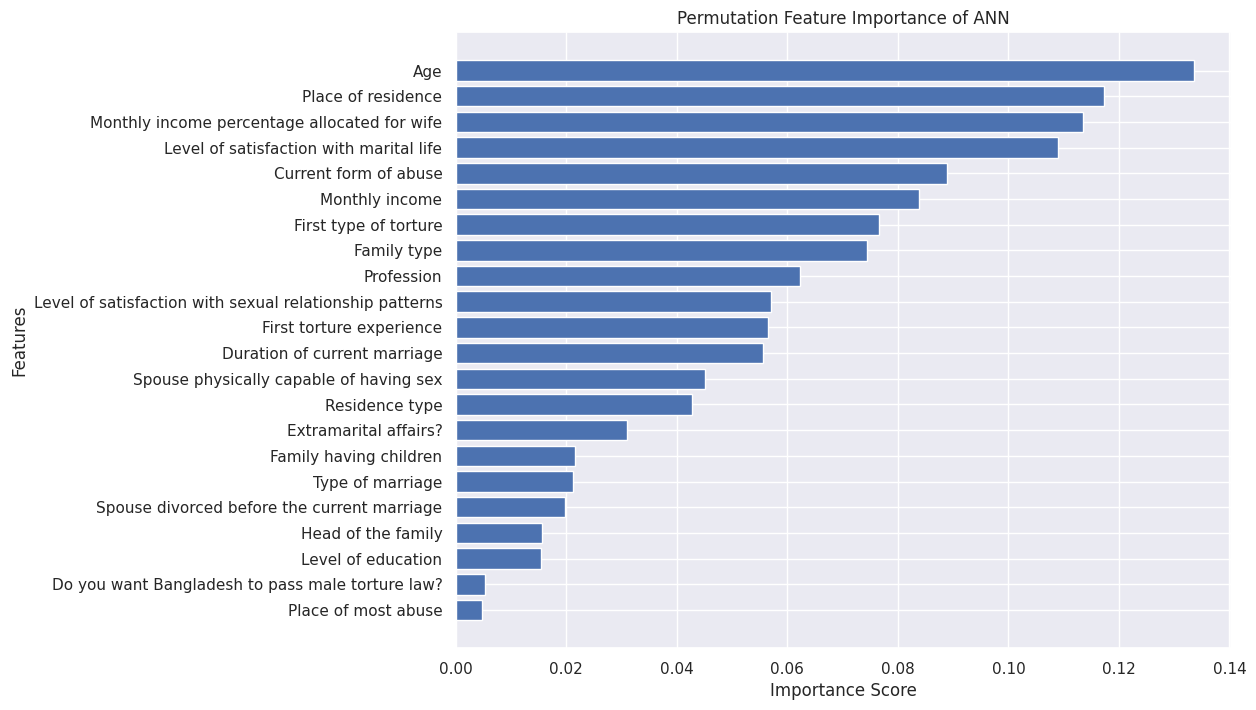 Permutation Feature Importance of ANN
Features
Age
Place of residence
Monthly income percentage allocated for wife
Level of satisfaction with marital life
Current form of abuse
Monthly income
First type of torture
Family type
Profession
Level of satisfaction with sexual relationship patterns
First torture experience
Duration of current marriage
Spouse physically capable of having sex
Residence type
Extramarital affairs?
Family having children
Type of marriage
Spouse divorced before the current marriage
Head of the family
Level of education
Do you want Bangladesh to pass male torture law?
Place of most abuse
0.00 0.02 0.04 0.06 0.08 0.10 0.12 0.14
Importance Score